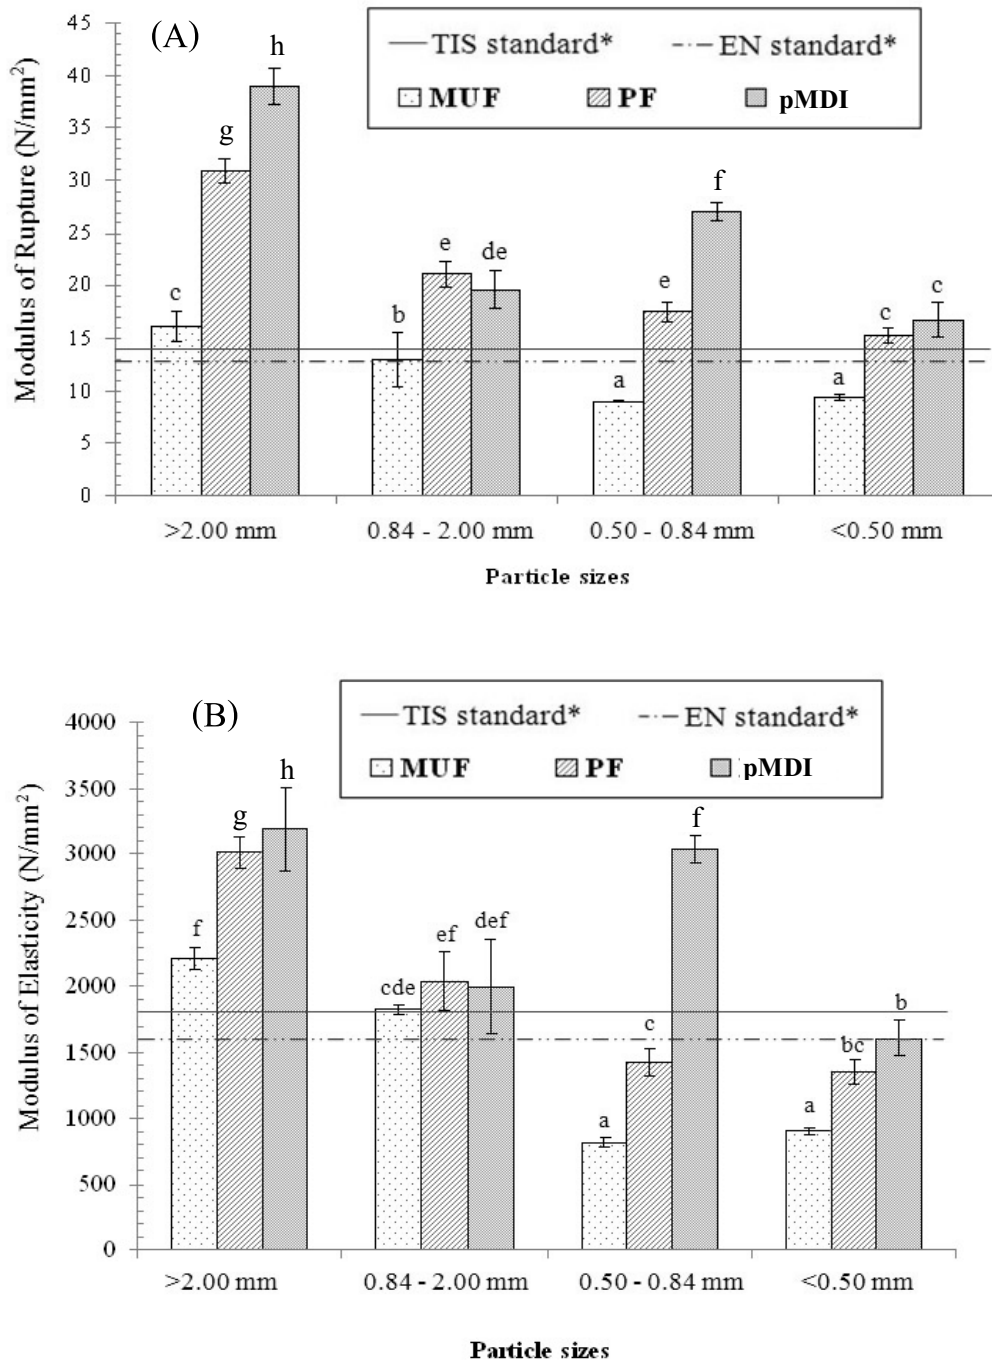 (A)
TIS standard* EN standard*
MUF PF pMDI
Modulus of Rupture (N/mm²)
45
40
35
30
25
20
15
10
5
0
c g h
b e de
a e f
a c c
>2.00 mm 0.84 - 2.00 mm 0.50 - 0.84 mm <0.50 mm
Particle sizes
(B)
TIS standard* EN standard*
MUF PF pMDI
Modulus of Elasticity (N/mm²)
4000
3500
3000
2500
2000
1500
1000
500
0
f g h
cde ef def
a c f
a bc b
>2.00 mm 0.84 - 2.00 mm 0.50 - 0.84 mm <0.50 mm
Particle sizes